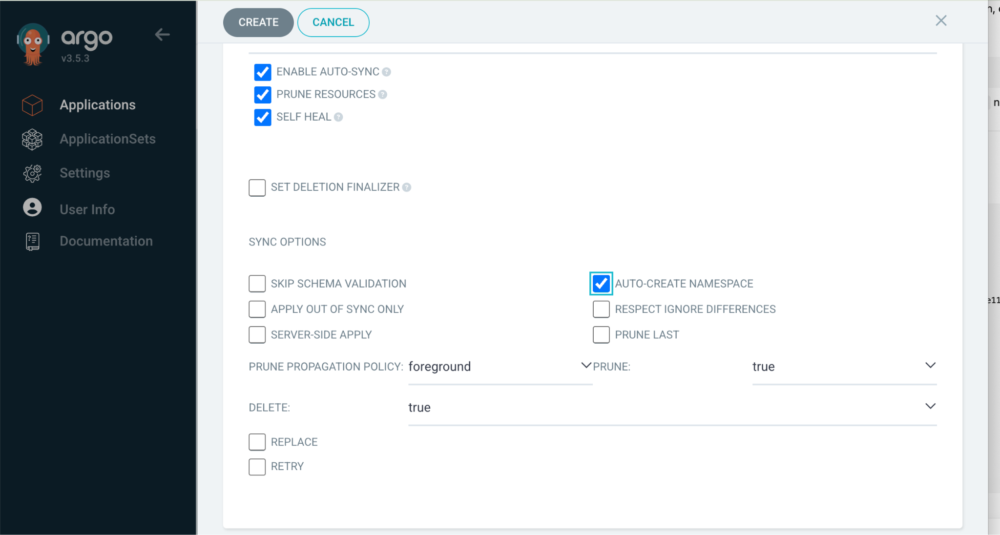 argo
v3.5.3
Applications
ApplicationSets
Settings
User Info
Documentation
CREATE CANCEL
ENABLE AUTO-SYNC ?
PRUNE RESOURCES ?
SELF HEAL ?
SET DELETION FINALIZER ?
SYNC OPTIONS
SKIP SCHEMA VALIDATION AUTO-CREATE NAMESPACE
APPLY OUT OF SYNC ONLY RESPECT IGNORE DIFFERENCES
SERVER-SIDE APPLY PRUNE LAST
PRUNE PROPAGATION POLICY: foreground PRUNE: true
DELETE: true
REPLACE
RETRY